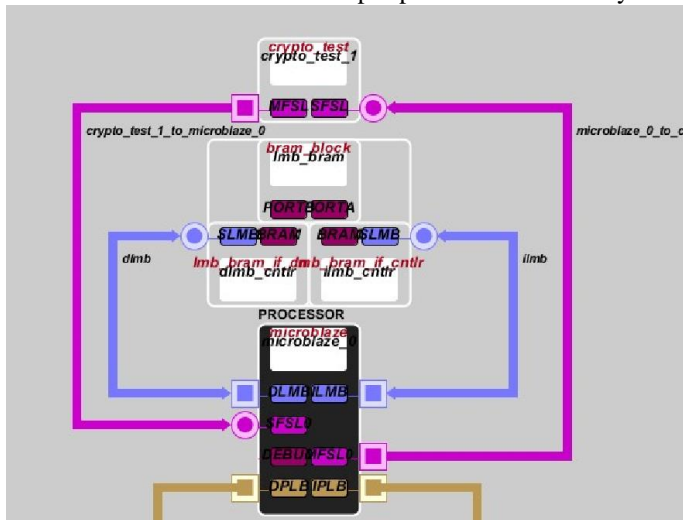 crypto_test
crypto_test_1
MFSL SFSL
crypto_test_1_to_microblaze_0
microblaze_0_to_c
bram_block
lmb_bram
PORTB PORTA
SLMB BRAM BRAM SLMB
dlmb
ilmb
lmb_bram_if_cntlr
dlmb_cntlr ilmb_cntlr
PROCESSOR
microblaze
microblaze_0
DLMB ILMB
SFSL0
DEBUG MFSL0
DPLB IPLB